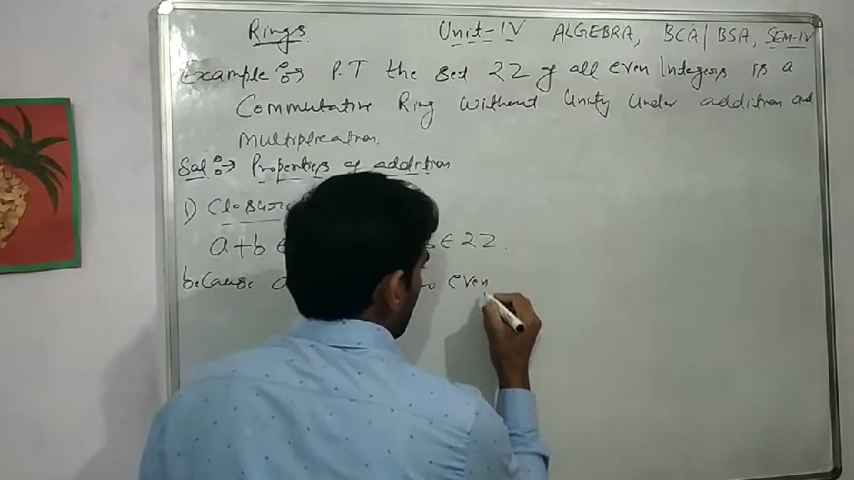 Rings. Unit-IV ALGEBRA, BCA/BSA, SEM-IV
Example :→ P.T the set 2Z of all even Integers is a
Commutative Ring without Unity Under addition and
Multiplication.
Sol :→ Properties of addition
1) Closure
a+b ∈ 2Z.
because even